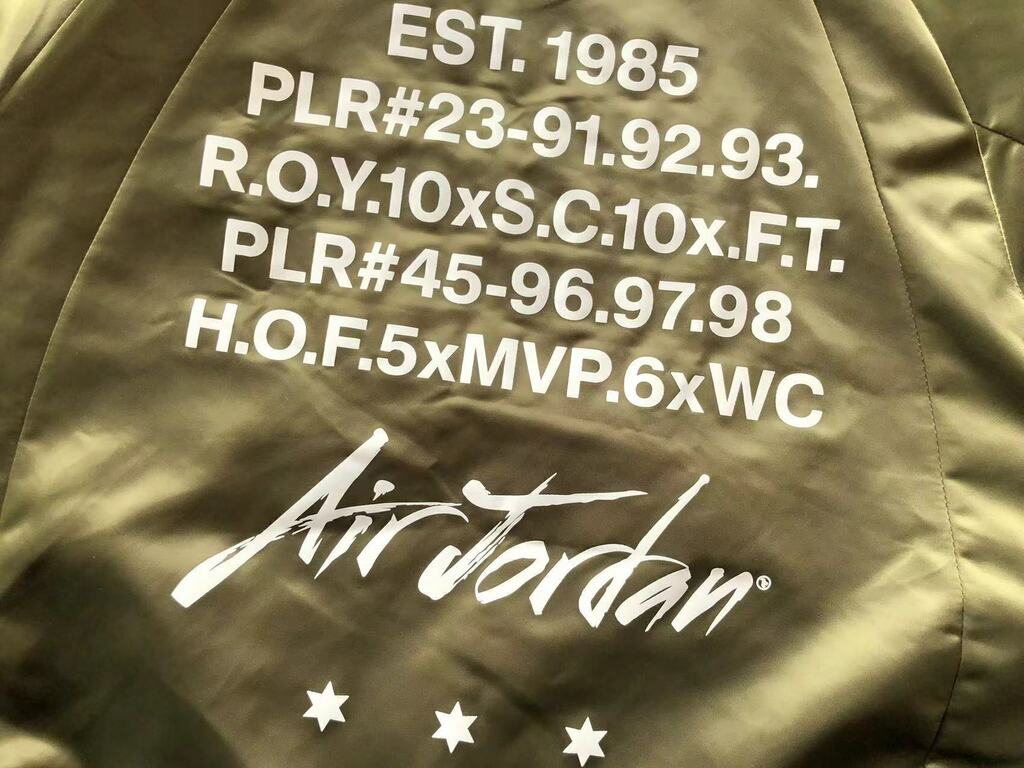 EST. 1985
PLR#23-91.92.93.
R.O.Y.10xS.C.10x.F.T.
PLR#45-96.97.98
H.O.F.5xMVP.6xWC
Air Jordan®